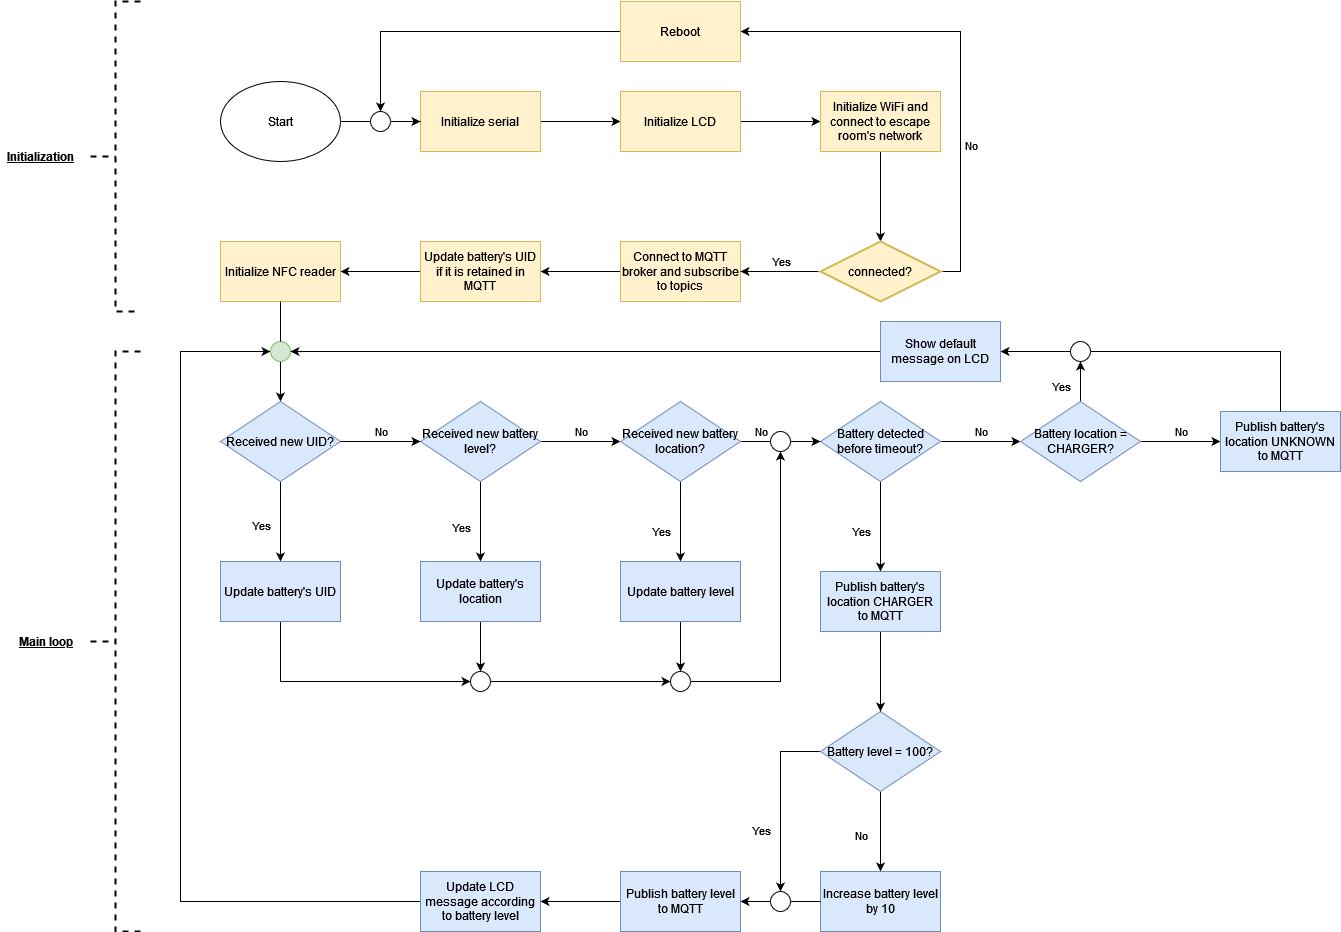 Reboot
Start
Initialize serial
Initialize LCD
Initialize WiFi and
connect to escape
room's network
No
Initialization
Initialize NFC reader
Update battery's UID
if it is retained in
MQTT
Connect to MQTT
broker and subscribe
to topics
Yes
connected?
Show default
message on LCD
Yes
Received new UID?
No
Received new battery
level?
No
Received new battery
location?
No
Battery detected
before timeout?
No
Battery location =
CHARGER?
No
Publish battery's
location UNKNOWN
to MQTT
Yes
Yes
Yes
Yes
Update battery's UID
Update battery's
location
Update battery level
Publish battery's
location CHARGER
to MQTT
Main loop
Battery level = 100?
Yes
No
Update LCD
message according
to battery level
Publish battery level
to MQTT
Increase battery level
by 10